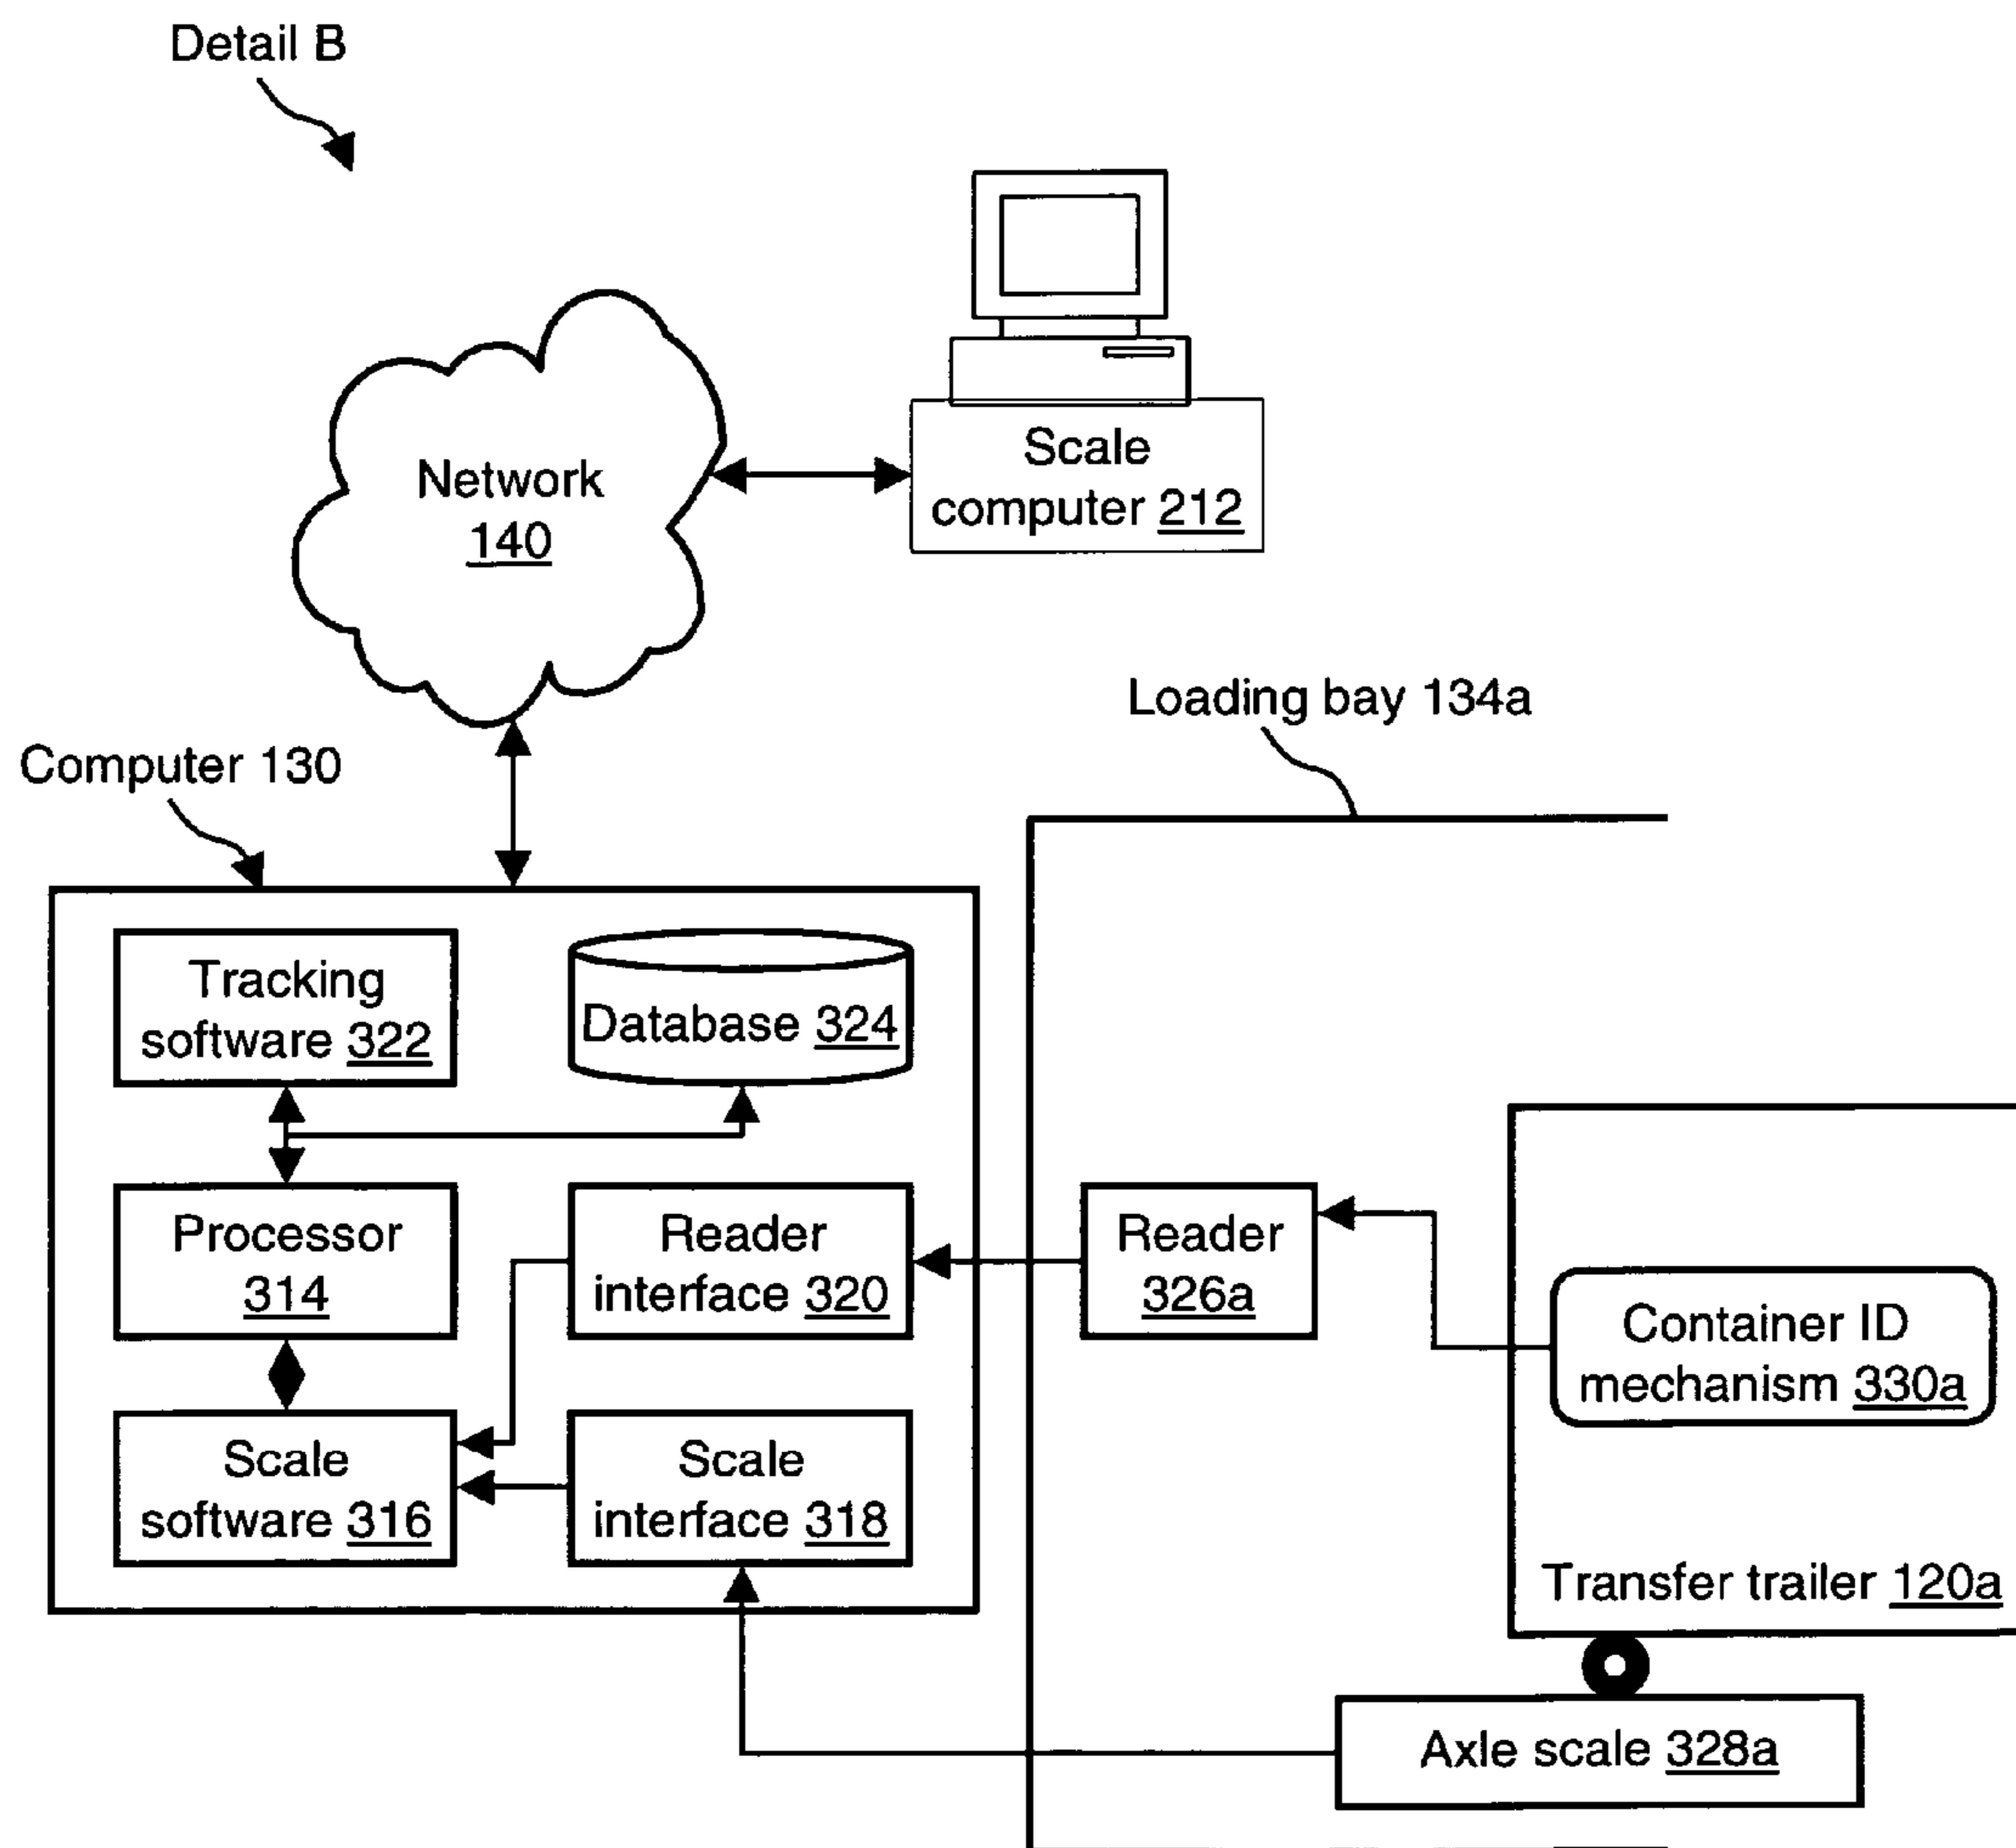 Detail B
Network
140
Scale
computer 212
Loading bay 134a
Computer 130
Tracking
software 322
Database 324
Processor
314
Reader
interface 320
Reader
326a
Container ID
mechanism 330a
Scale
software 316
Scale
interface 318
Transfer trailer 120a
Axle scale 328a